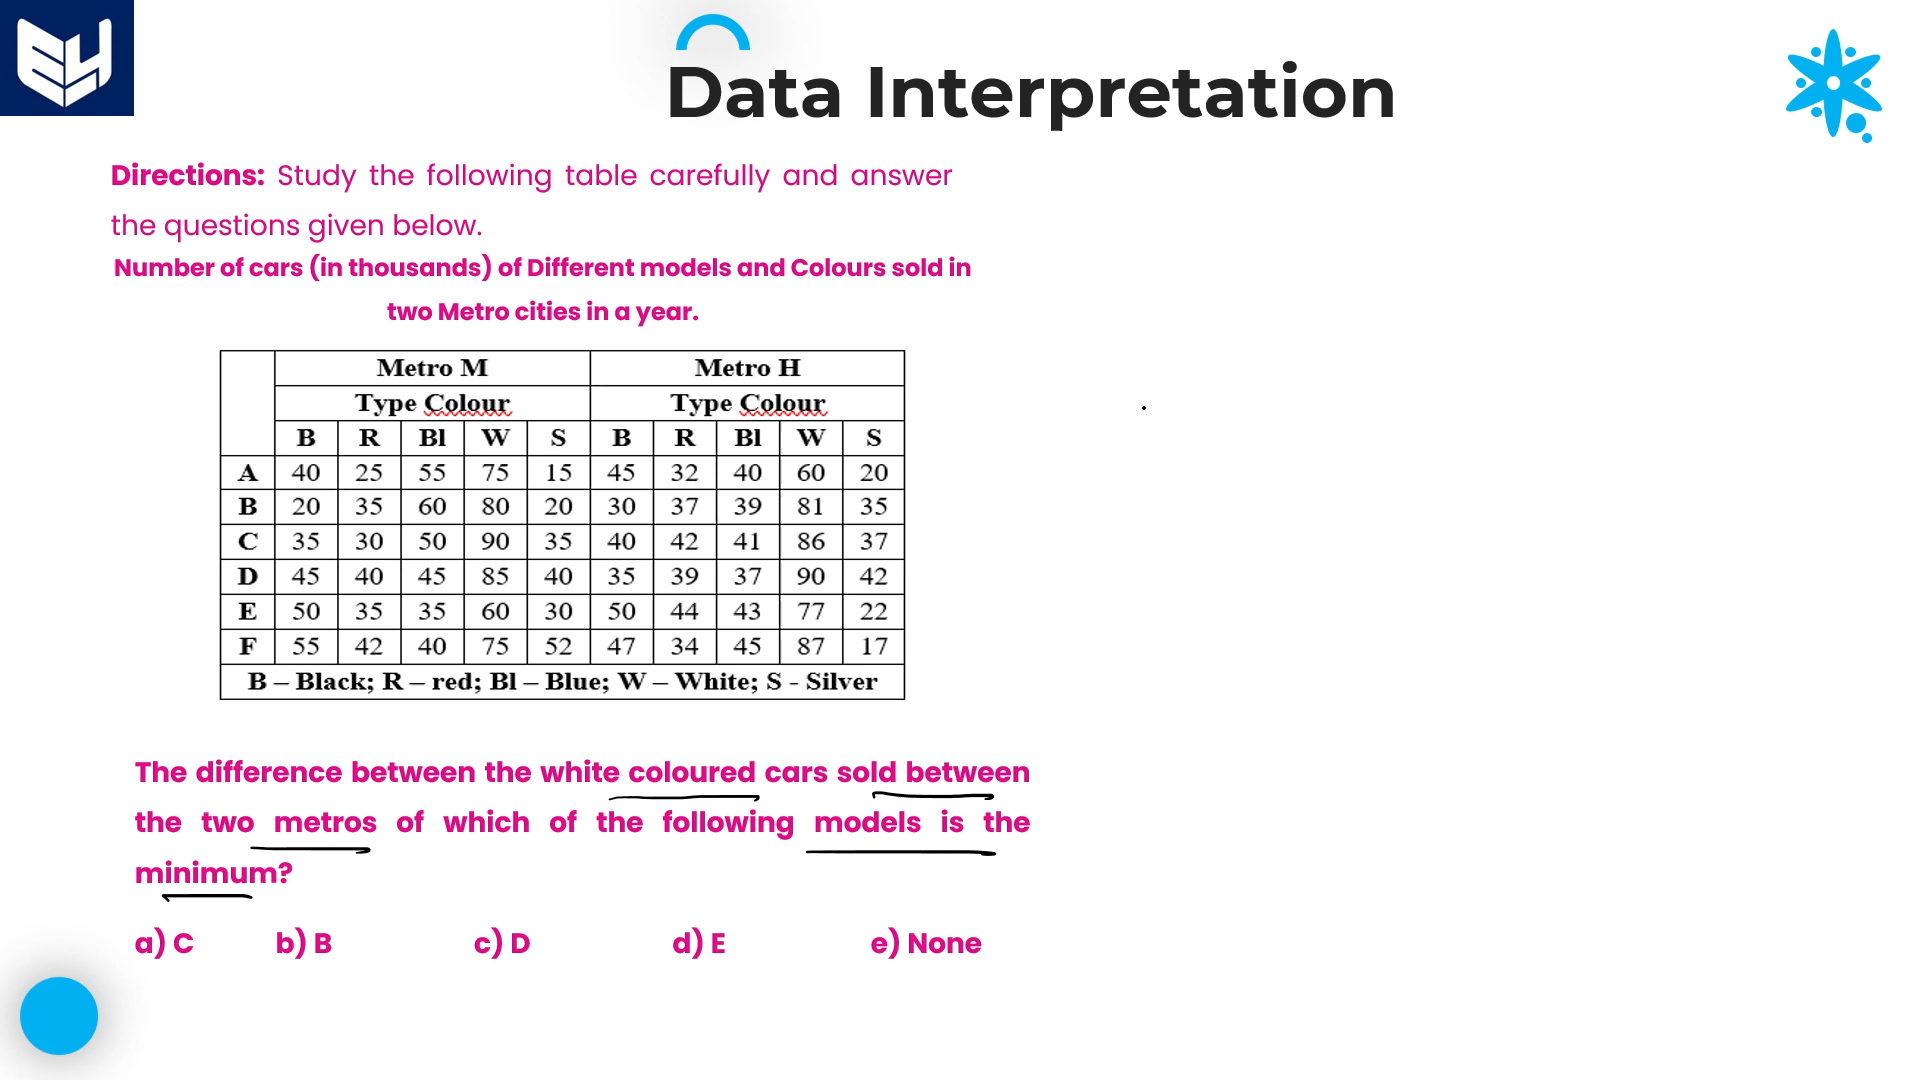 Data Interpretation
Directions: Study the following table carefully and answer
the questions given below.
Number of cars (in thousands) of Different models and Colours sold in
two Metro cities in a year.
Metro M Metro H
Type Colour Type Colour
B R Bl W S B R Bl W S
A 40 25 55 75 15 45 32 40 60 20
B 20 35 60 80 20 30 37 39 81 35
C 35 30 50 90 35 40 42 41 86 37
D 45 40 45 85 40 35 39 37 90 42
E 50 35 35 60 30 50 44 43 77 22
F 55 42 40 75 52 47 34 45 87 17
B – Black; R – red; Bl – Blue; W – White; S - Silver
The difference between the white coloured cars sold between
the two metros of which of the following models is the
minimum?
a) C b) B c) D d) E e) None